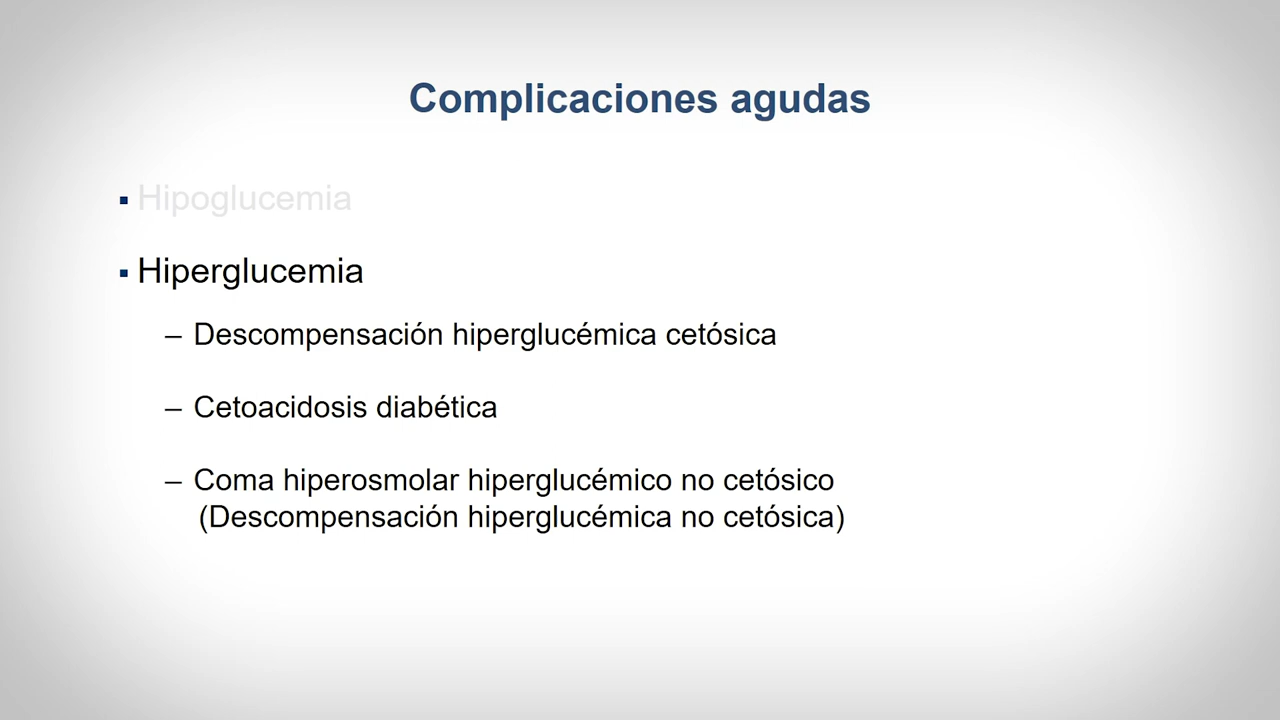 Complicaciones agudas
▪ Hipoglucemia
▪ Hiperglucemia
– Descompensación hiperglucémica cetósica
– Cetoacidosis diabética
– Coma hiperosmolar hiperglucémico no cetósico
(Descompensación hiperglucémica no cetósica)